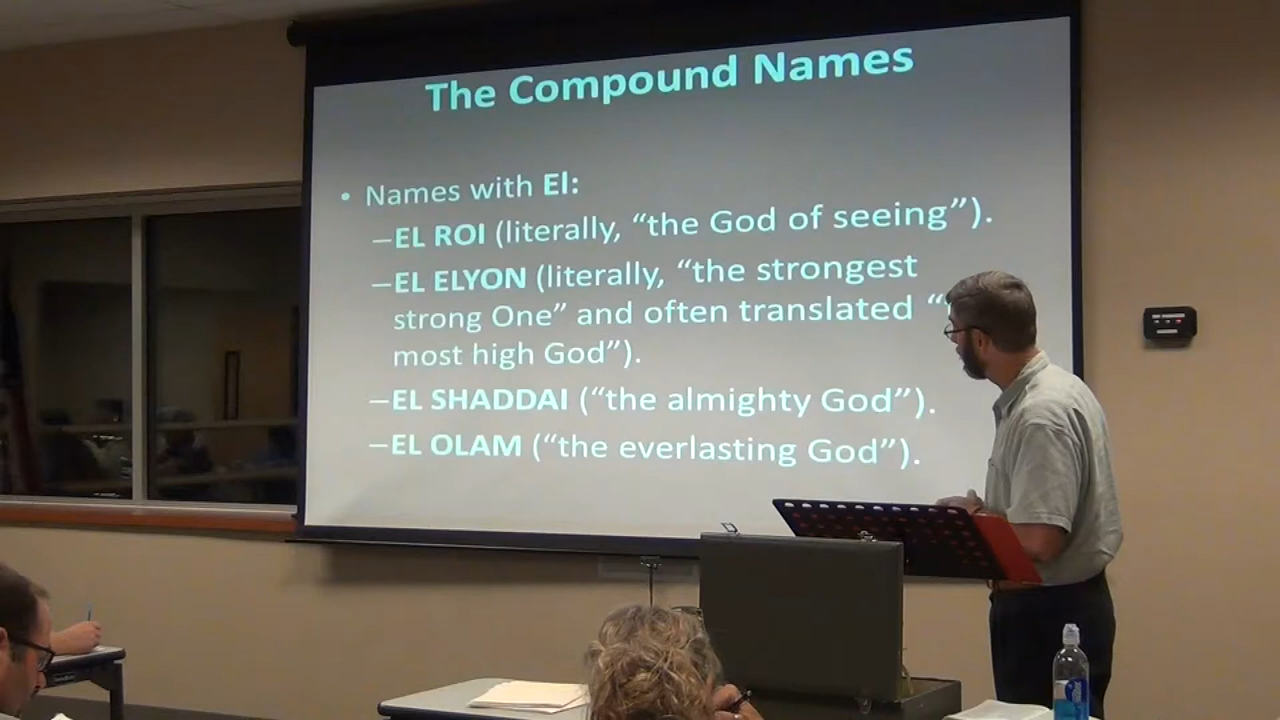 The Compound Names
• Names with El:
–EL ROI (literally, “the God of seeing”).
–EL ELYON (literally, “the strongest
strong One” and often translated “
most high God”).
–EL SHADDAI (“the almighty God”).
–EL OLAM (“the everlasting God”).